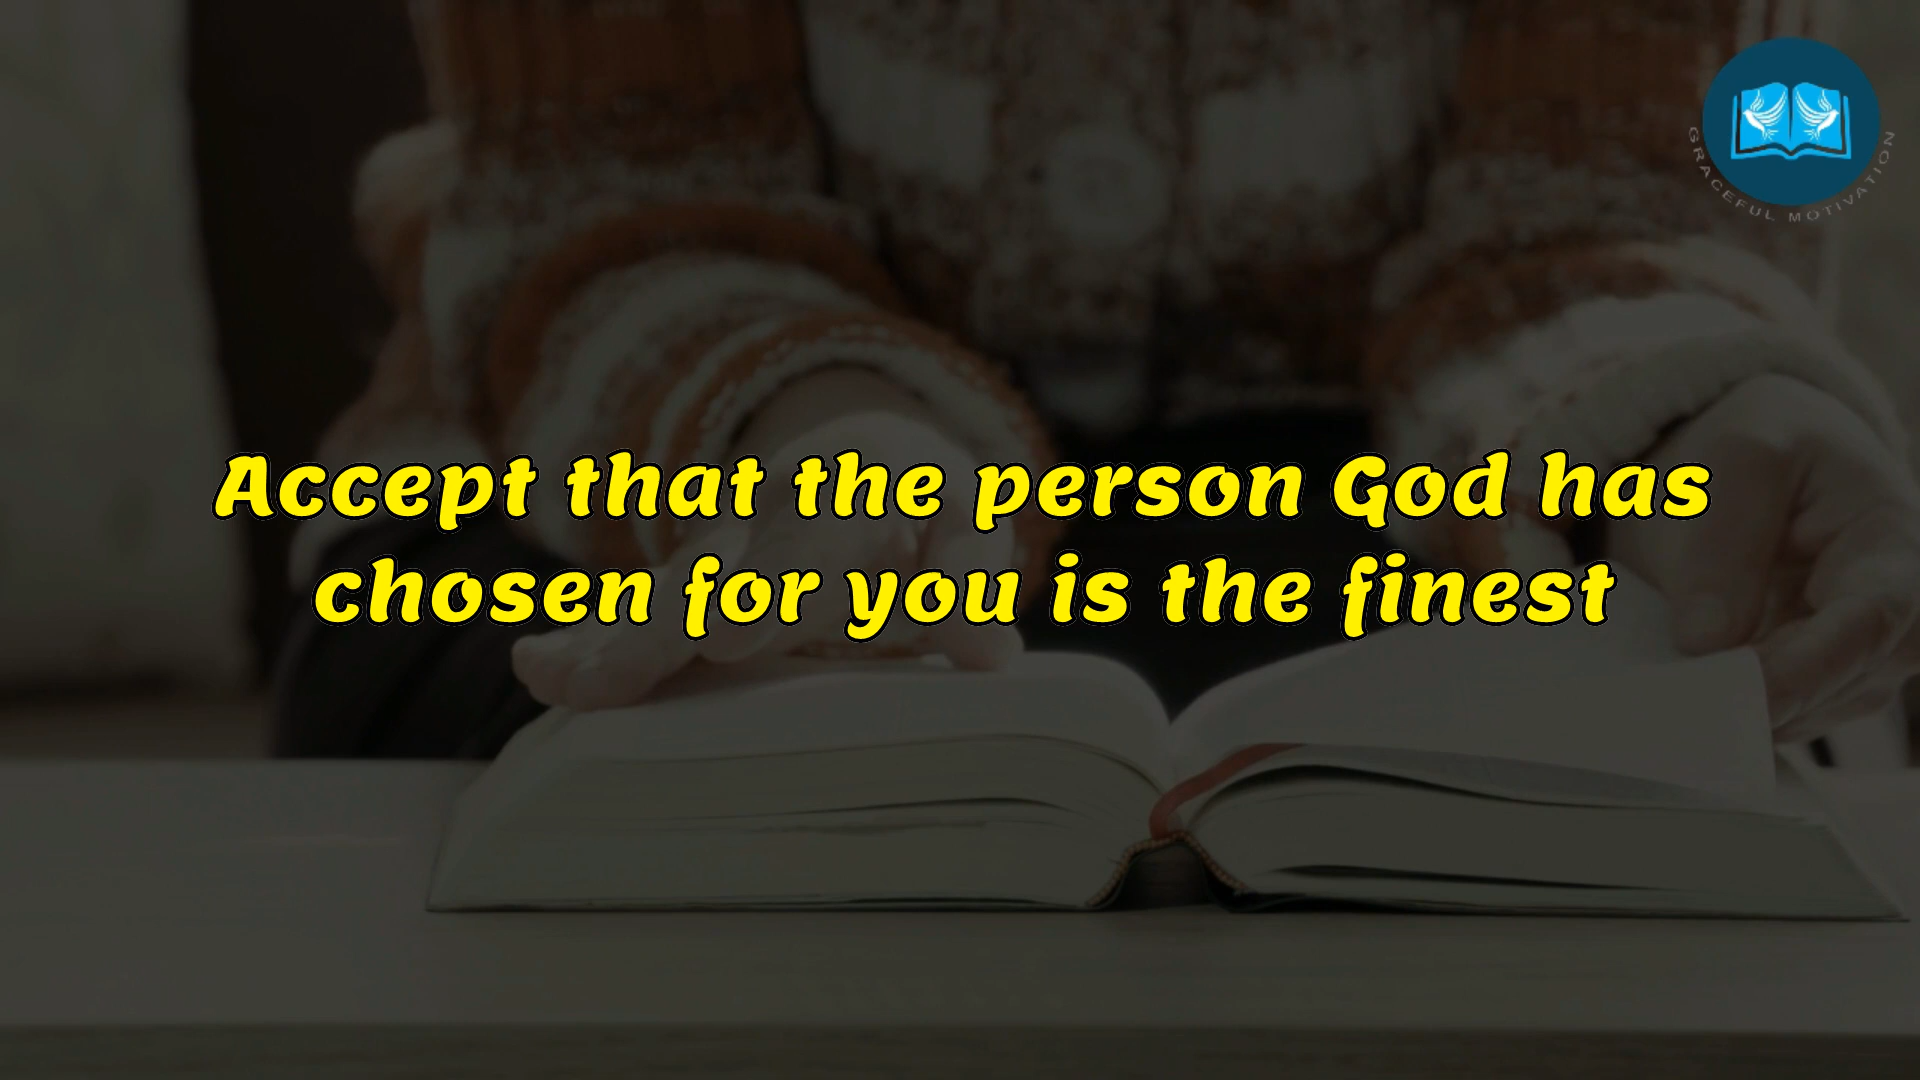 GRACEFUL MOTIVATION
Accept that the person God has
chosen for you is the finest